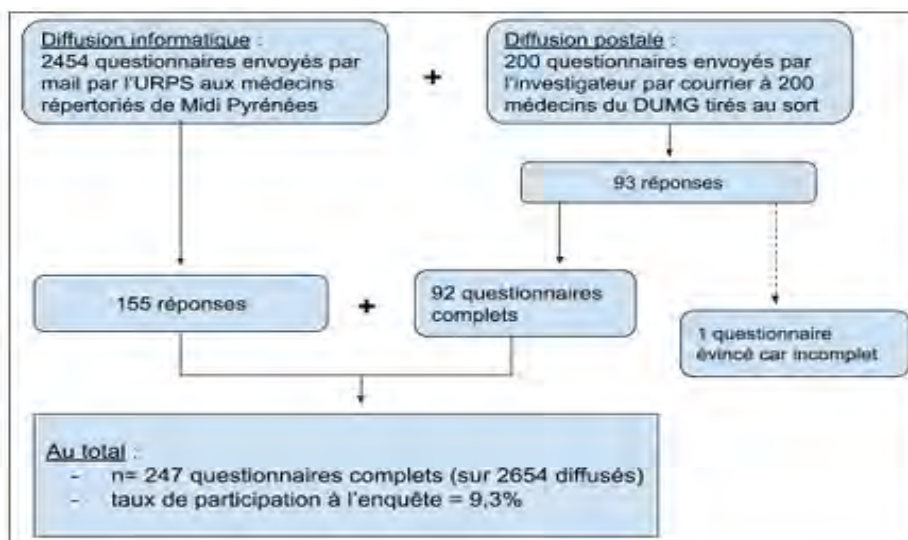 Diffusion informatique :
2454 questionnaires envoyés par
mail par l'URPS aux médecins
répertoriés de Midi Pyrénées
+
Diffusion postale :
200 questionnaires envoyés par
l'investigateur par courrier à 200
médecins du DUMG tirés au sort
93 réponses
155 réponses
+
92 questionnaires
complets
1 questionnaire
évincé car incomplet
Au total :
- n= 247 questionnaires complets (sur 2654 diffusés)
- taux de participation à l'enquête = 9,3%